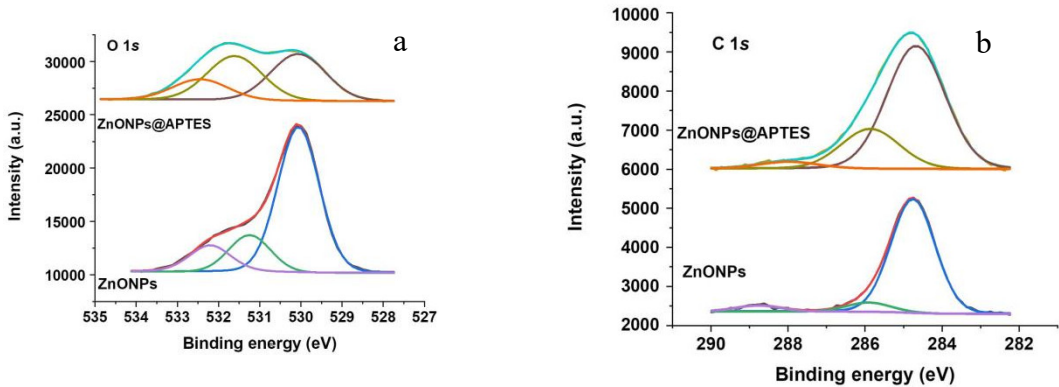 O 1s
a
ZnONPs@APTES
ZnONPs
30000
25000
20000
15000
10000
Intensity (a.u.)
535 534 533 532 531 530 529 528 527
Binding energy (eV)
C 1s
b
ZnONPs@APTES
ZnONPs
10000
9000
8000
7000
6000
5000
4000
3000
2000
Intensity (a.u.)
290 288 286 284 282
Binding energy (eV)